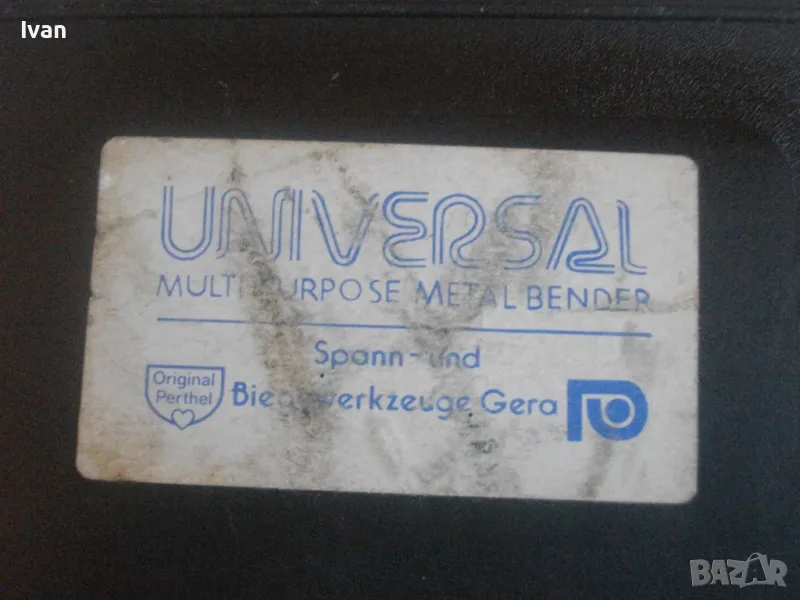 Ivan
UNIVERSAL
MULTIPURPOSE METAL BENDER
Spann- und
Original
Perthel
Biegewerkzeuge Gera
BAZAR